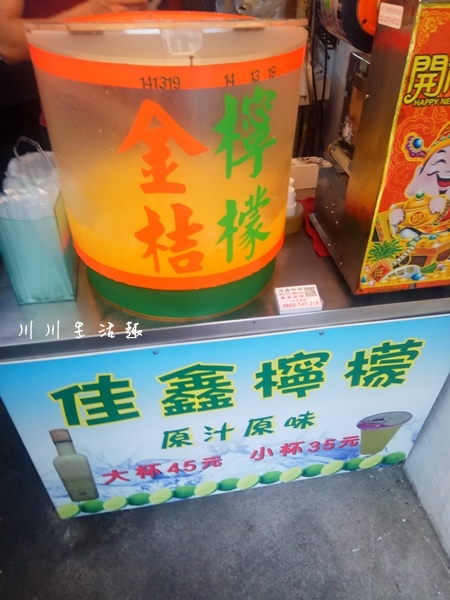 141319 14 13 19
金桔
檸檬
開
HAPPY NEW
川川生活趣
佳鑫檸檬
原汁原味
大杯45元
小杯35元